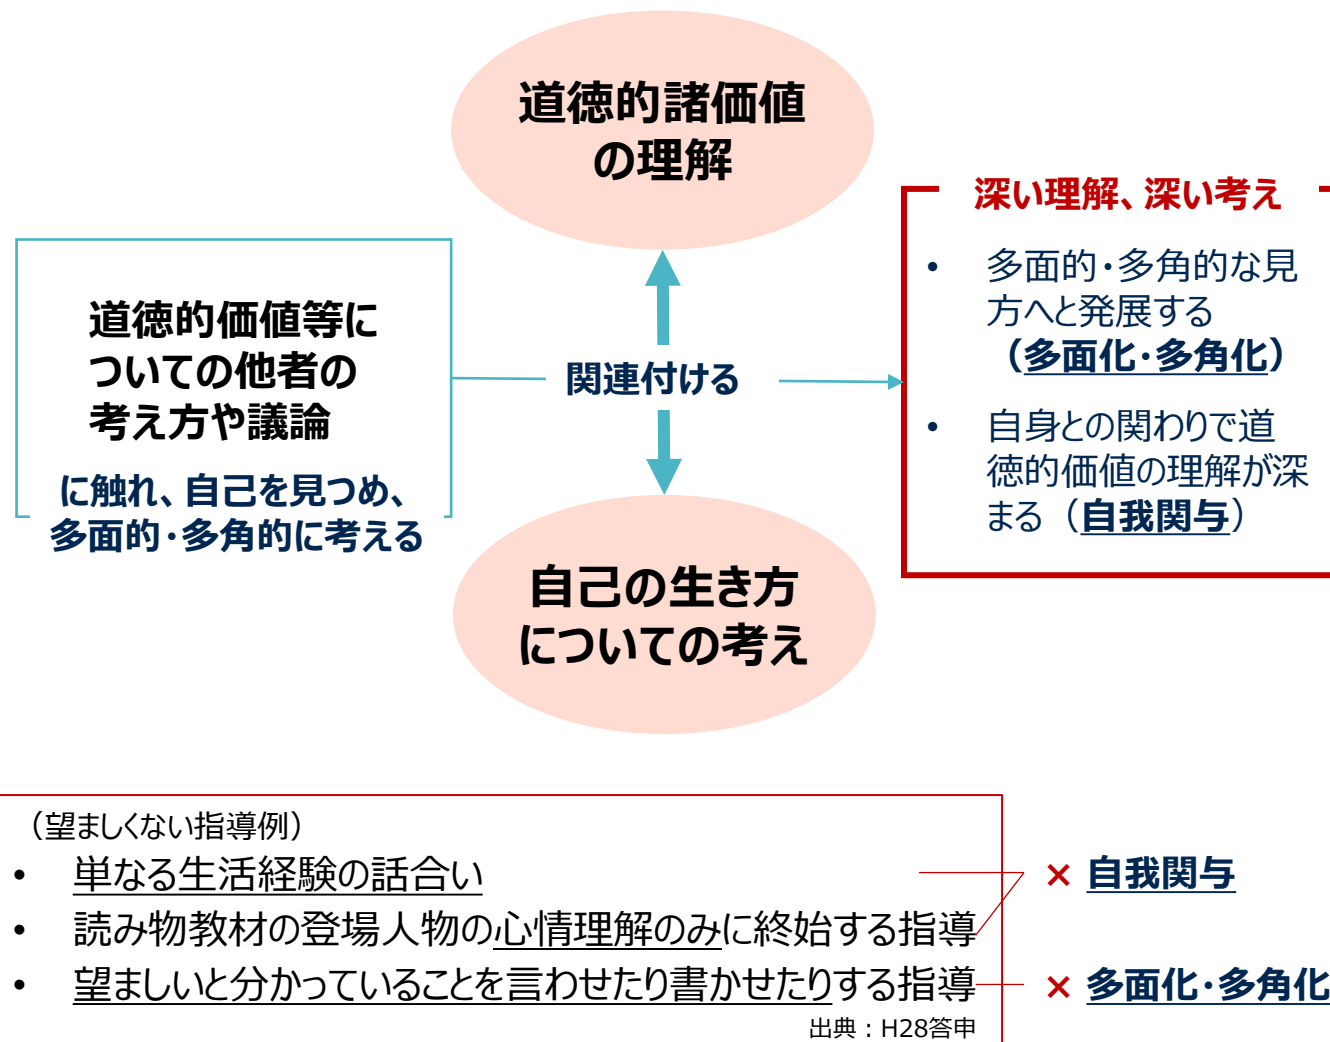 道徳的諸価値
の理解
道徳的価値等に
ついての他者の
考え方や議論
に触れ、自己を見つめ、
多面的・多角的に考える
関連付ける
深い理解、深い考え
• 多面的・多角的な見
方へと発展する
（多面化・多角化）
• 自身との関わりで道
徳的価値の理解が深
まる（自我関与）
自己の生き方
についての考え
（望ましくない指導例）
• 単なる生活経験の話合い
× 自我関与
• 読み物教材の登場人物の心情理解のみに終始する指導
• 望ましいと分かっていることを言わせたり書かせたりする指導
× 多面化・多角化
出典：H28答申